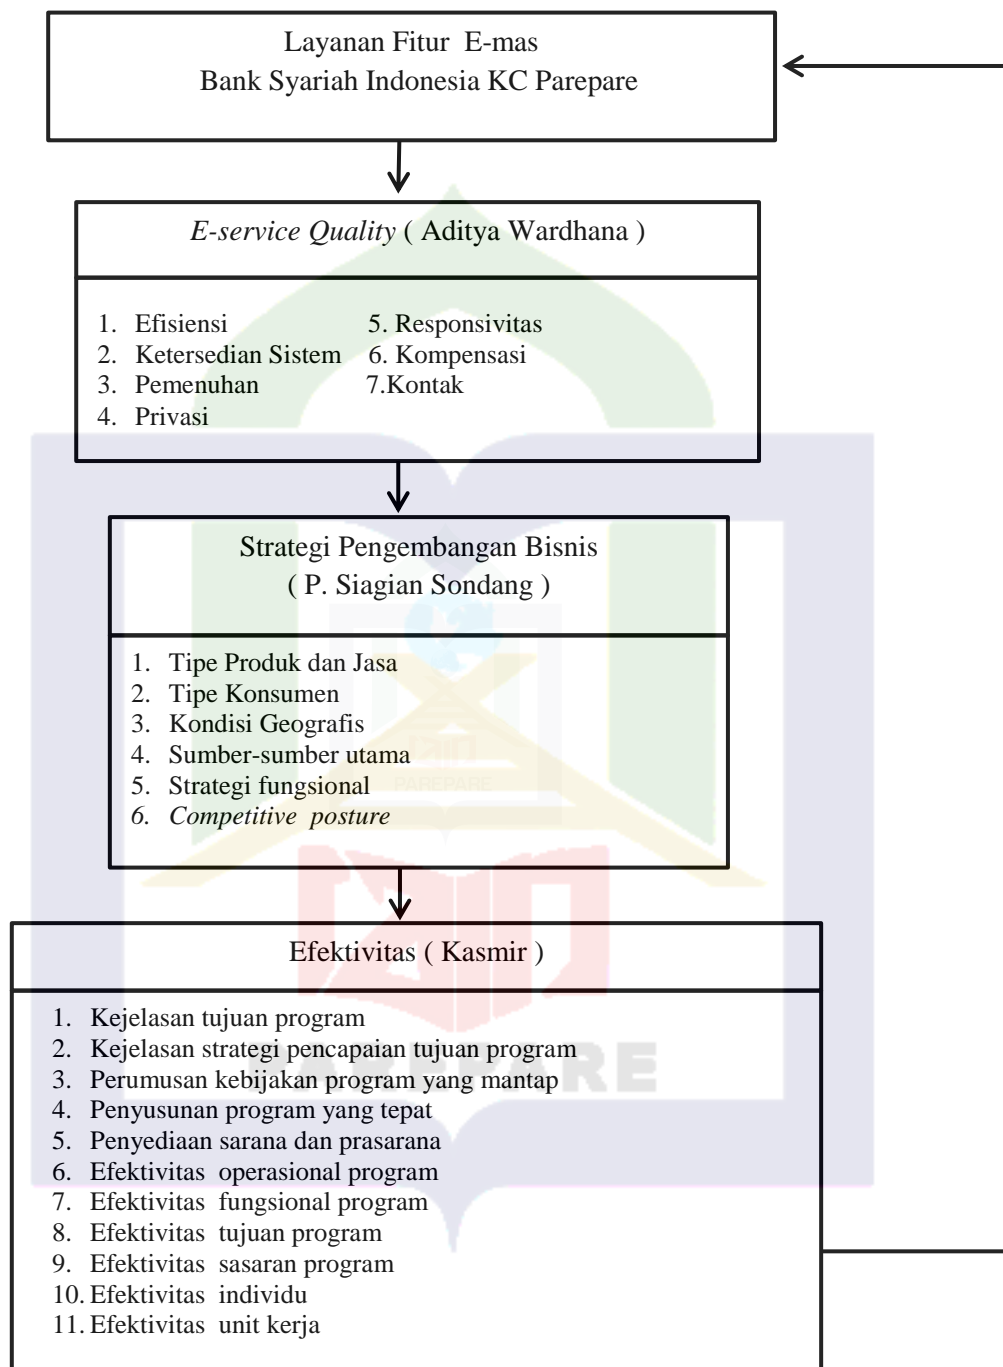 Layanan Fitur E-mas
Bank Syariah Indonesia KC Parepare
E-service Quality ( Aditya Wardhana )
1. Efisiensi
2. Ketersedian Sistem
3. Pemenuhan
4. Privasi
5. Responsivitas
6. Kompensasi
7.Kontak
Strategi Pengembangan Bisnis
( P. Siagian Sondang )
1. Tipe Produk dan Jasa
2. Tipe Konsumen
3. Kondisi Geografis
4. Sumber-sumber utama
5. Strategi fungsional
6. Competitive posture
PAREPARE
Efektivitas ( Kasmir )
1. Kejelasan tujuan program
2. Kejelasan strategi pencapaian tujuan program
3. Perumusan kebijakan program yang mantap
4. Penyusunan program yang tepat
5. Penyediaan sarana dan prasarana
6. Efektivitas operasional program
7. Efektivitas fungsional program
8. Efektivitas tujuan program
9. Efektivitas sasaran program
10. Efektivitas individu
11. Efektivitas unit kerja
PAREPARE